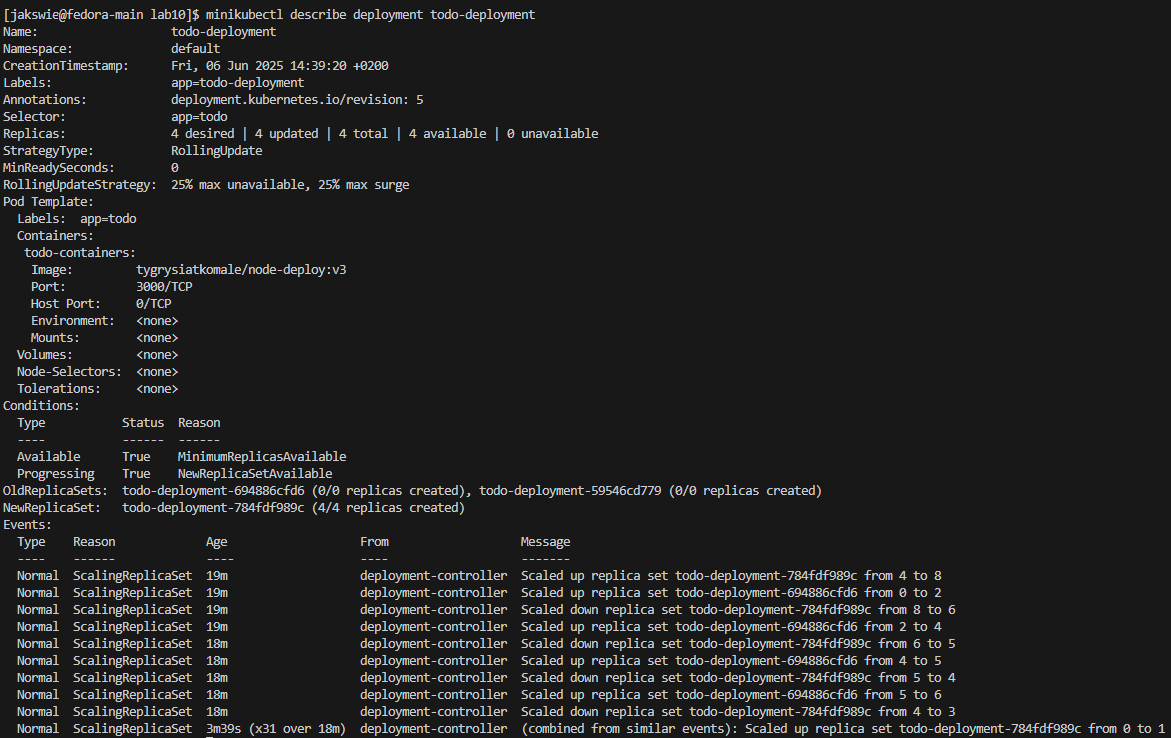 [jakswie@fedora-main lab10]$ minikubectl describe deployment todo-deployment
Name:                   todo-deployment
Namespace:              default
CreationTimestamp:      Fri, 06 Jun 2025 14:39:20 +0200
Labels:                 app=todo-deployment
Annotations:            deployment.kubernetes.io/revision: 5
Selector:               app=todo
Replicas:               4 desired | 4 updated | 4 total | 4 available | 0 unavailable
StrategyType:           RollingUpdate
MinReadySeconds:        0
RollingUpdateStrategy:  25% max unavailable, 25% max surge
Pod Template:
  Labels:  app=todo
  Containers:
   todo-containers:
    Image:         tygrysiatkomale/node-deploy:v3
    Port:          3000/TCP
    Host Port:     0/TCP
    Environment:   <none>
    Mounts:        <none>
  Volumes:         <none>
  Node-Selectors:  <none>
  Tolerations:     <none>
Conditions:
  Type           Status  Reason
  ----           ------  ------
  Available      True    MinimumReplicasAvailable
  Progressing    True    NewReplicaSetAvailable
OldReplicaSets:  todo-deployment-694886cfd6 (0/0 replicas created), todo-deployment-59546cd779 (0/0 replicas created)
NewReplicaSet:   todo-deployment-784fdf989c (4/4 replicas created)
Events:
  Type    Reason             Age                   From                   Message
  ----    ------             ----                  ----                   -------
  Normal  ScalingReplicaSet  19m                   deployment-controller  Scaled up replica set todo-deployment-784fdf989c from 4 to 8
  Normal  ScalingReplicaSet  19m                   deployment-controller  Scaled up replica set todo-deployment-694886cfd6 from 0 to 2
  Normal  ScalingReplicaSet  19m                   deployment-controller  Scaled down replica set todo-deployment-784fdf989c from 8 to 6
  Normal  ScalingReplicaSet  19m                   deployment-controller  Scaled up replica set todo-deployment-694886cfd6 from 2 to 4
  Normal  ScalingReplicaSet  18m                   deployment-controller  Scaled down replica set todo-deployment-784fdf989c from 6 to 5
  Normal  ScalingReplicaSet  18m                   deployment-controller  Scaled up replica set todo-deployment-694886cfd6 from 4 to 5
  Normal  ScalingReplicaSet  18m                   deployment-controller  Scaled down replica set todo-deployment-784fdf989c from 5 to 4
  Normal  ScalingReplicaSet  18m                   deployment-controller  Scaled up replica set todo-deployment-694886cfd6 from 5 to 6
  Normal  ScalingReplicaSet  18m                   deployment-controller  Scaled down replica set todo-deployment-784fdf989c from 4 to 3
  Normal  ScalingReplicaSet  3m39s (x31 over 18m)  deployment-controller  (combined from similar events): Scaled up replica set todo-deployment-784fdf989c from 0 to 1